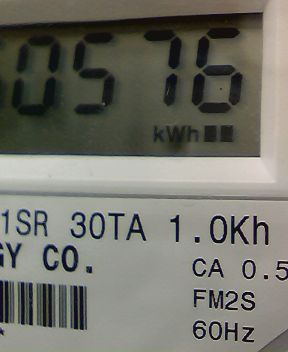 0576
kWh
1SR 30TA 1.0Kh
GY CO.
CA 0.5
FM2S
60Hz